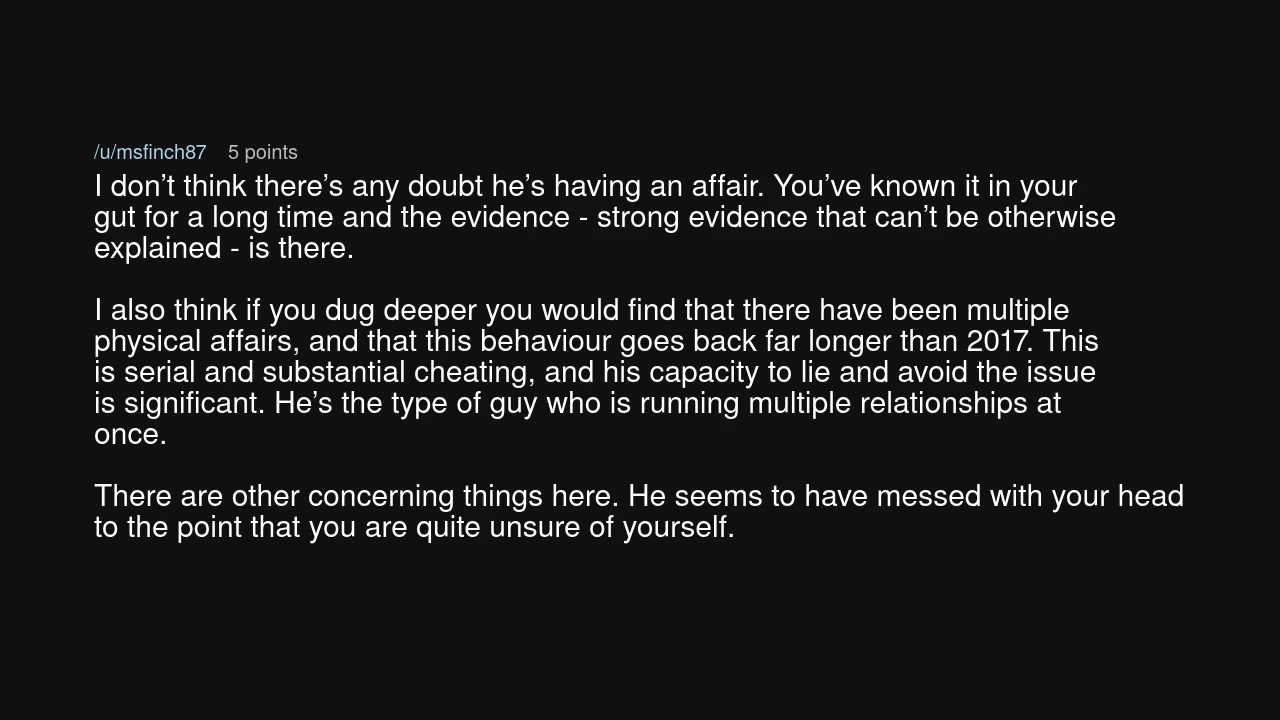 /u/msfinch87 5 points
I don’t think there’s any doubt he’s having an affair. You’ve known it in your
gut for a long time and the evidence - strong evidence that can’t be otherwise
explained - is there.
I also think if you dug deeper you would find that there have been multiple
physical affairs, and that this behaviour goes back far longer than 2017. This
is serial and substantial cheating, and his capacity to lie and avoid the issue
is significant. He’s the type of guy who is running multiple relationships at
once.
There are other concerning things here. He seems to have messed with your head
to the point that you are quite unsure of yourself.